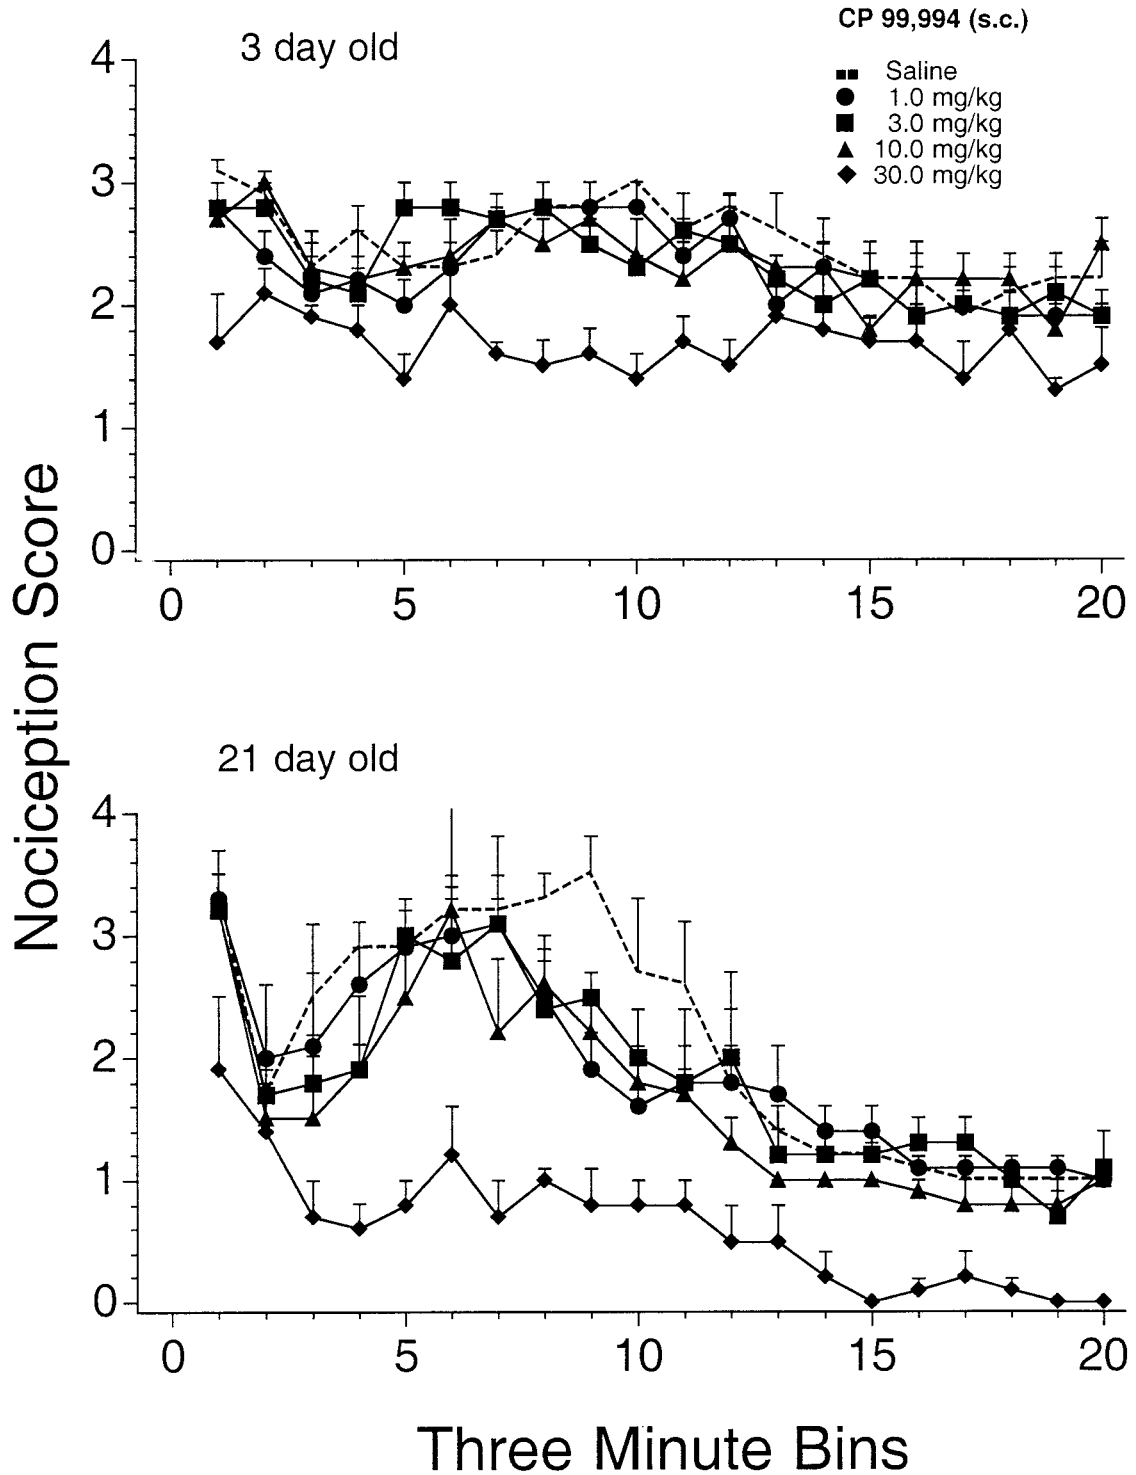 CP 99,994 (s.c.)
3 day old
Saline
1.0 mg/kg
3.0 mg/kg
10.0 mg/kg
30.0 mg/kg
4
3
2
1
0
0 5 10 15 20
Nociception Score
21 day old
4
3
2
1
0
0 5 10 15 20
Three Minute Bins